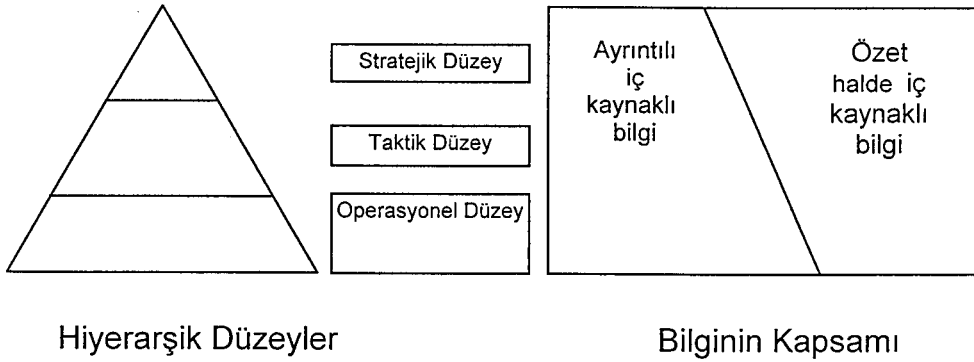 Stratejik Düzey
Taktik Düzey
Operasyonel Düzey
Ayrıntılı
iç
kaynaklı
bilgi
Özet
halde iç
kaynaklı
bilgi
Hiyerarşik Düzeyler
Bilginin Kapsamı